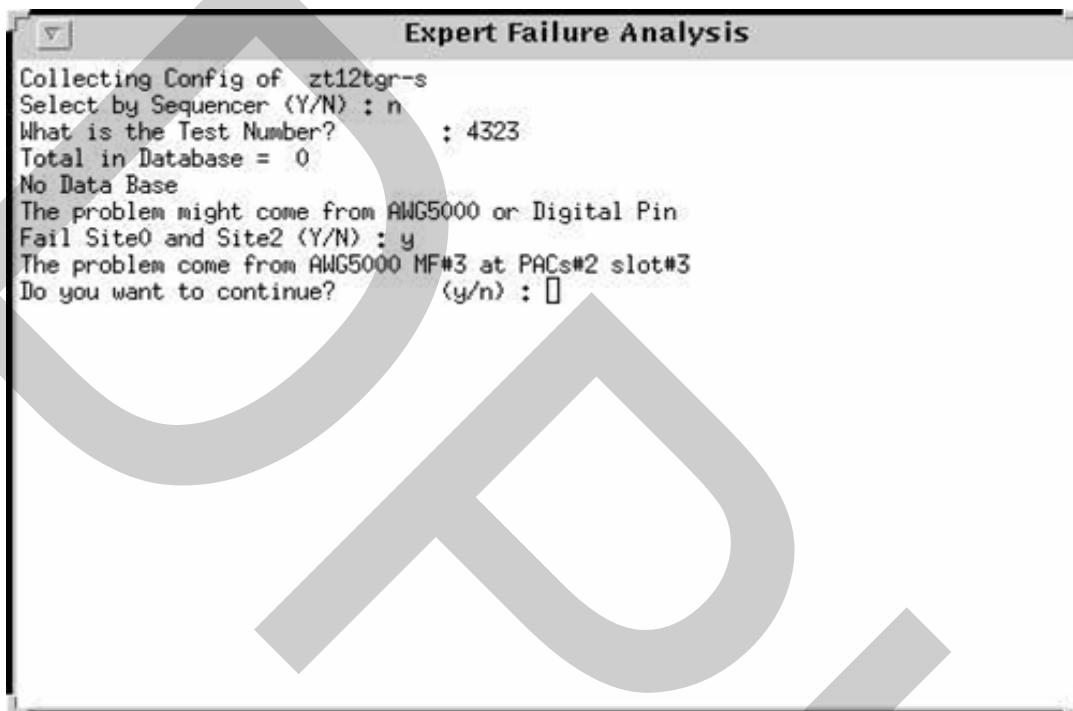 Expert Failure Analysis
Collecting Config of  zt12tgr-s
Select by Sequencer (Y/N) : n
What is the Test Number?         : 4323
Total in Database =  0
No Data Base
The problem might come from AWG5000 or Digital Pin
Fail Site0 and Site2 (Y/N) : y
The problem come from AWG5000 MF#3 at PACs#2 slot#3
Do you want to continue?         (y/n) :